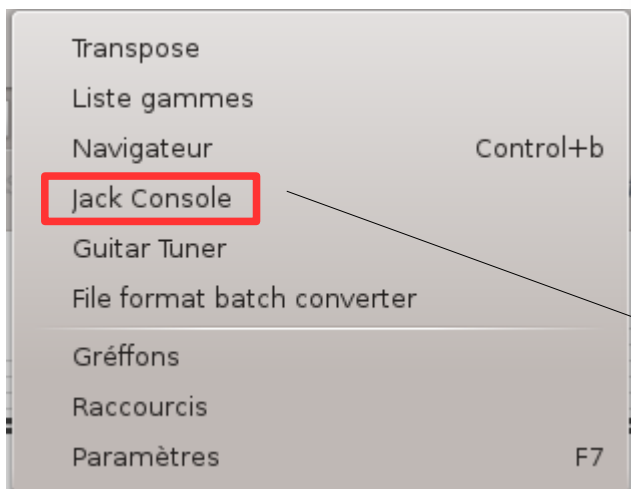 Transpose
Liste gammes
Navigateur Control+b
Jack Console
Guitar Tuner
File format batch converter
Gréffons
Raccourcis
Paramètres F7